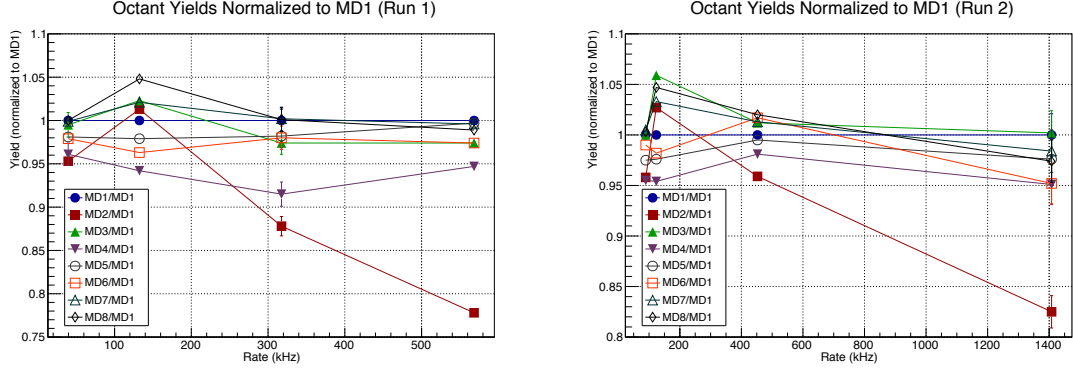 Octant Yields Normalized to MD1 (Run 1)
Yield (normalized to MD1)
1.1
1.05
1
0.95
0.9
0.85
0.8
0.75
MD1/MD1
MD2/MD1
MD3/MD1
MD4/MD1
MD5/MD1
MD6/MD1
MD7/MD1
MD8/MD1
100 200 300 400 500
Rate (kHz)
Octant Yields Normalized to MD1 (Run 2)
Yield (normalized to MD1)
1.1
1.05
1
0.95
0.9
0.85
0.8
MD1/MD1
MD2/MD1
MD3/MD1
MD4/MD1
MD5/MD1
MD6/MD1
MD7/MD1
MD8/MD1
200 400 600 800 1000 1200 1400
Rate (kHz)